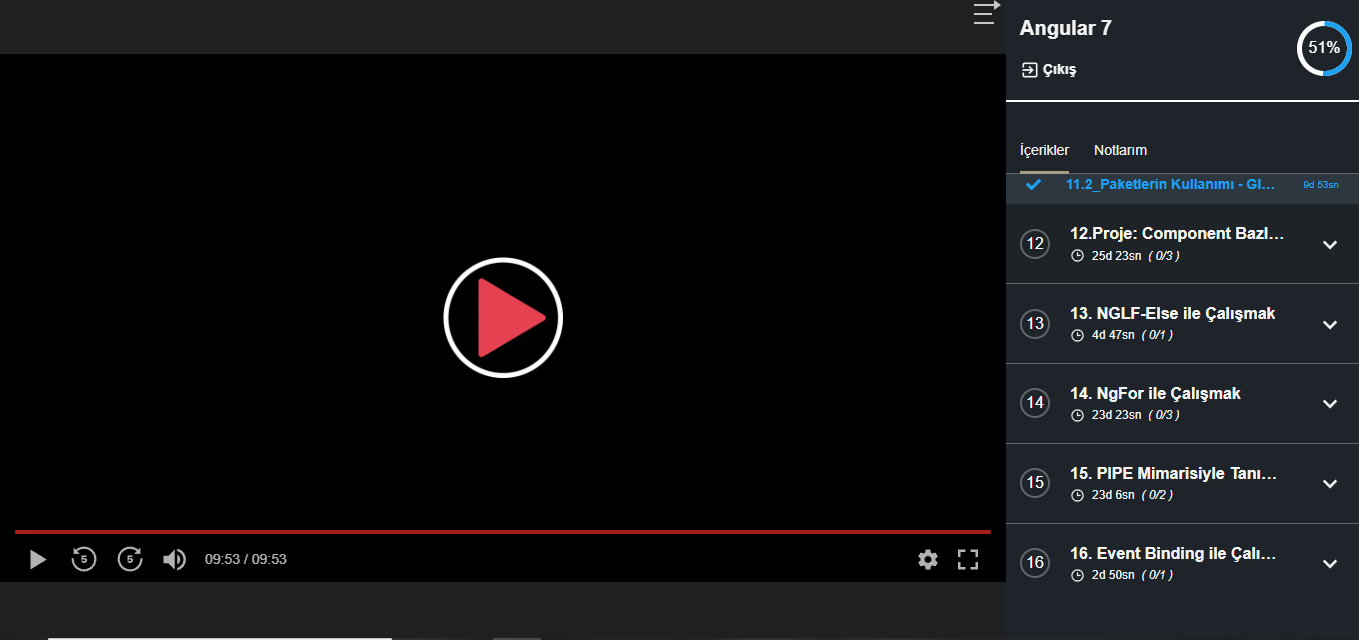 Angular 7
51%
Çıkış
İçerikler
Notlarım
11.2_Paketlerin Kullanımı - Gl...
9d 53sn
12
12.Proje: Component Bazl...
25d 23sn ( 0/3 )
13
13. NGLF-Else ile Çalışmak
4d 47sn ( 0/1 )
14
14. NgFor ile Çalışmak
23d 23sn ( 0/3 )
15
15. PIPE Mimarisiyle Tanı...
23d 6sn ( 0/2 )
16
16. Event Binding ile Çalı...
2d 50sn ( 0/1 )
5
5
09:53 / 09:53